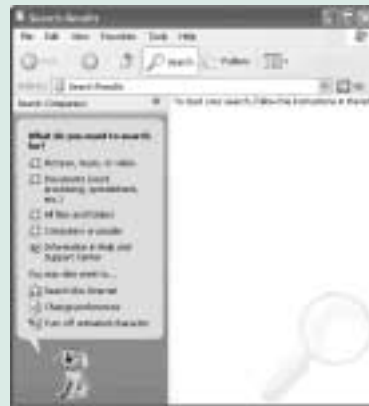 Search Results
File Edit View Favorites Tools Help
Search Folders
Search Results
Search Companion To start your search, follow the instructions in the
What do you want to search
for?
Pictures, music, or video
Documents (word
processing, spreadsheet,
etc.)
All files and folders
Computers or people
Information in Help and
Support Center
You may also want to...
Search the Internet
Change preferences
Turn off animated character